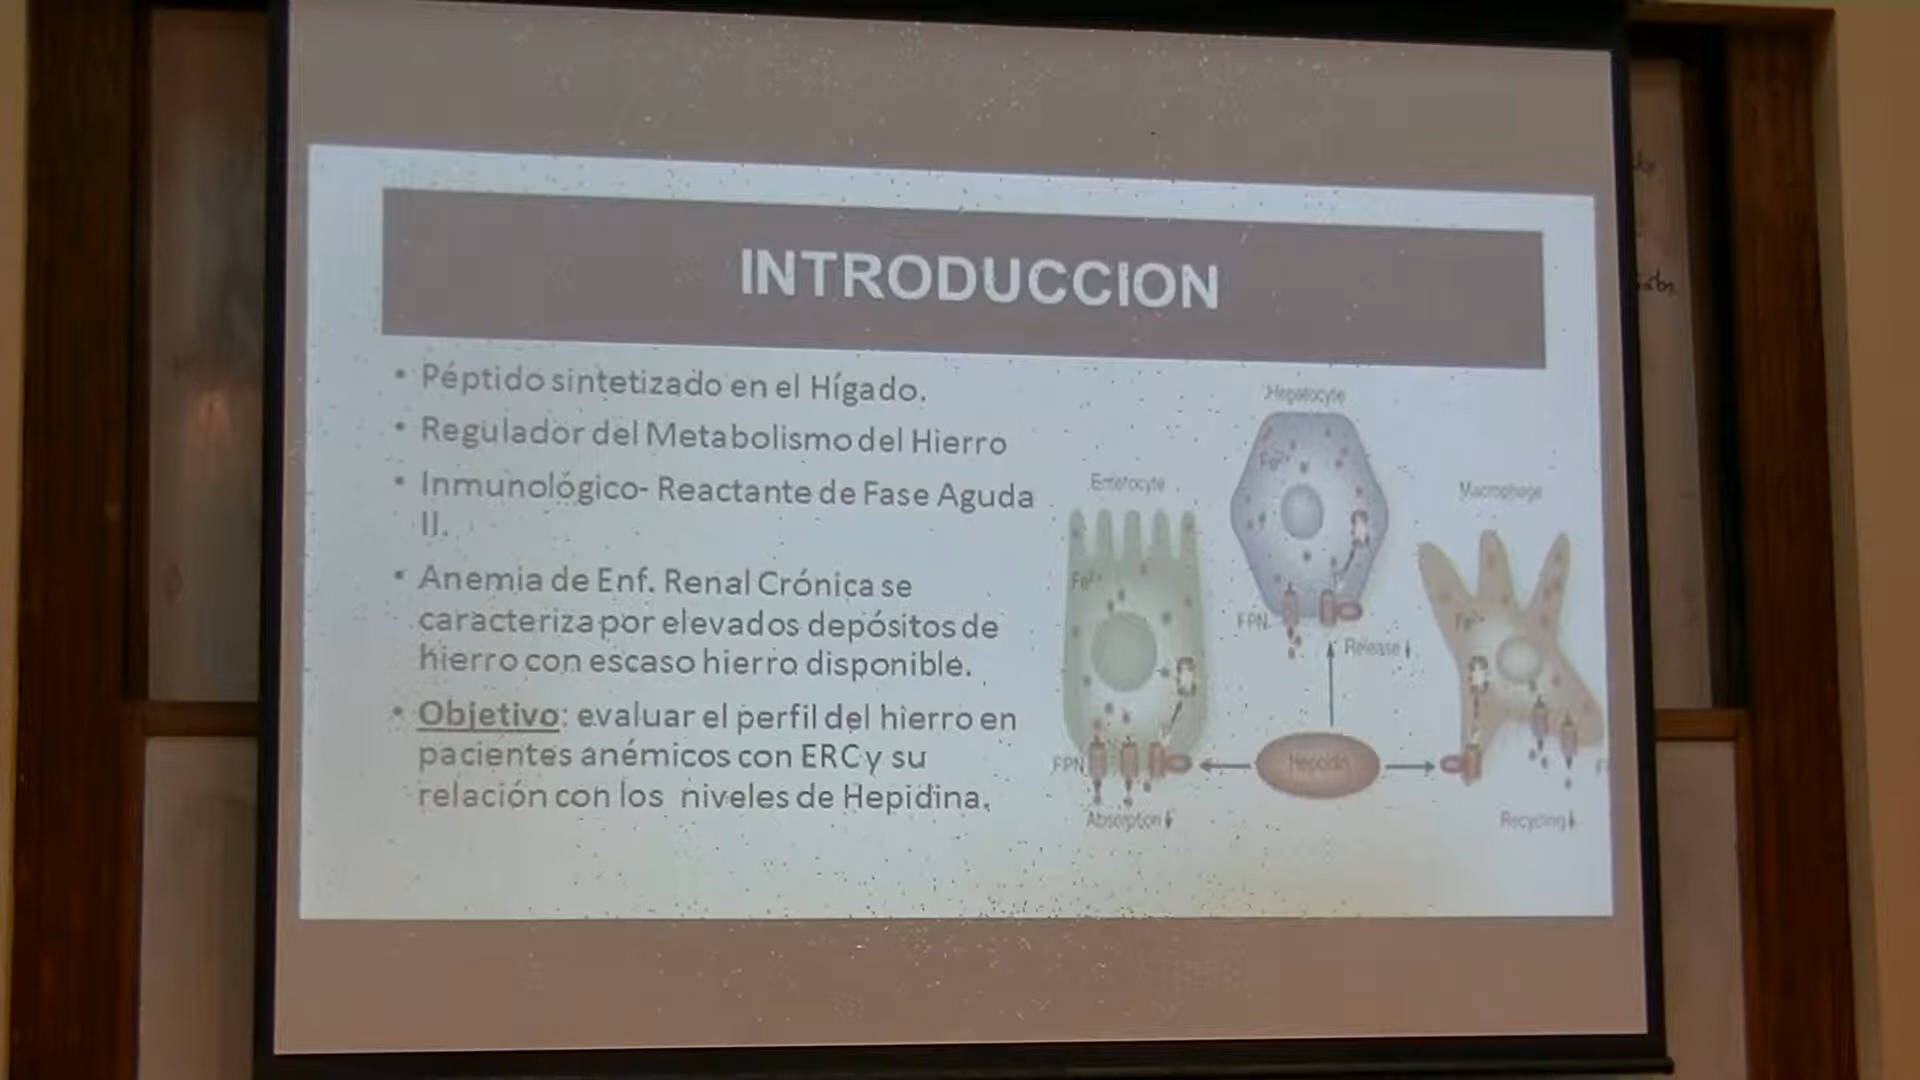 INTRODUCCION
• Péptido sintetizado en el Hígado.
• Regulador del Metabolismo del Hierro
• Inmunológico- Reactante de Fase Aguda
II.
• Anemia de Enf. Renal Crónica se
caracteriza por elevados depósitos de
hierro con escaso hierro disponible.
• Objetivo: evaluar el perfil del hierro en
pacientes anémicos con ERC y su
relación con los niveles de Hepidina.
Hepatocyte
Enterocyte
Macrophage
Fe²⁺
Fe²⁺
Fe²⁺
FPN
Release↓
FPN
Hepcidin
Absorption↓
Recycling↓